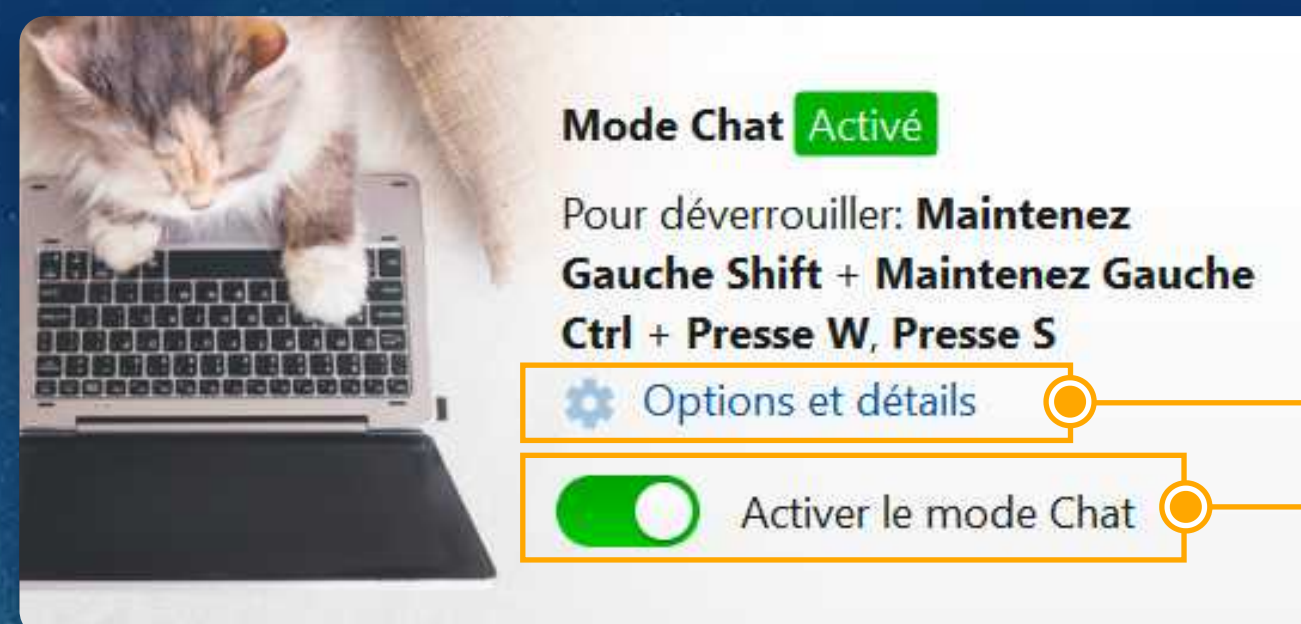 Mode Chat Activé
Pour déverrouiller: Maintenez
Gauche Shift + Maintenez Gauche
Ctrl + Presse W, Presse S
Options et détails
Activer le mode Chat